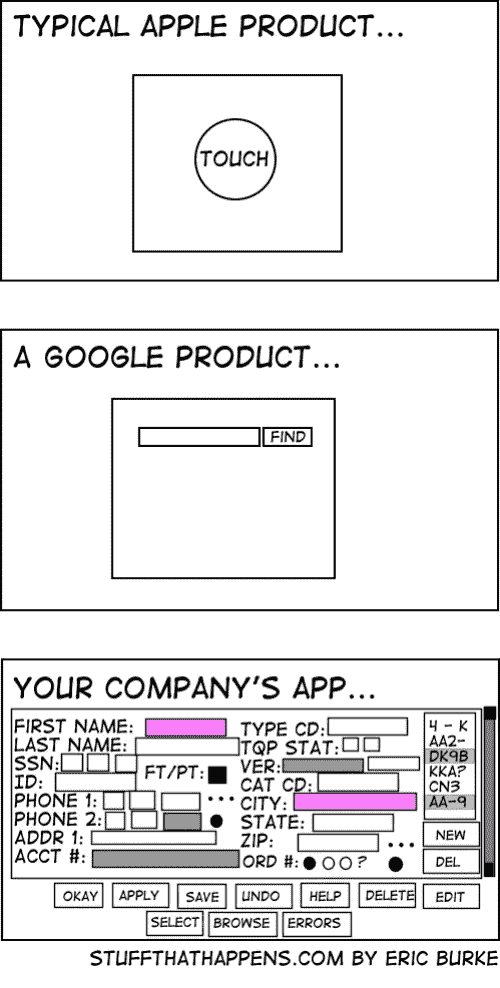 TYPICAL APPLE PRODUCT...
TOUCH
A GOOGLE PRODUCT...
FIND
YOUR COMPANY'S APP...
FIRST NAME:
LAST NAME:
SSN:
ID:
FT/PT:
PHONE 1:
...
PHONE 2:
ADDR 1:
ACCT #:
TYPE CD:
TQP STAT:
VER:
CAT CD:
CITY:
STATE:
ZIP:
...
ORD #: ?
4 - K
AA2-
DK9B
KKA?
CN3
AA-9
NEW
DEL
OKAY APPLY SAVE UNDO HELP DELETE EDIT
SELECT BROWSE ERRORS
STUFFTHATHAPPENS.COM BY ERIC BURKE